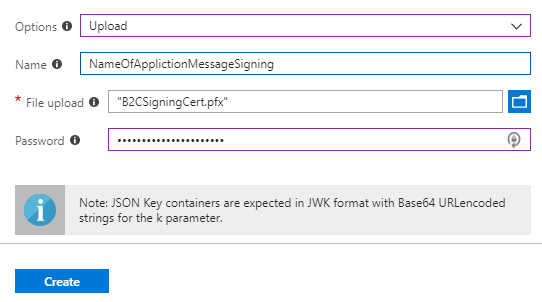 Options Upload
Name NameOfApplictionMessageSigning
* File upload "B2CSigningCert.pfx"
Password ••••••••••••••••••••••
Note: JSON Key containers are expected in JWK format with Base64 URLencoded
strings for the k parameter.
Create